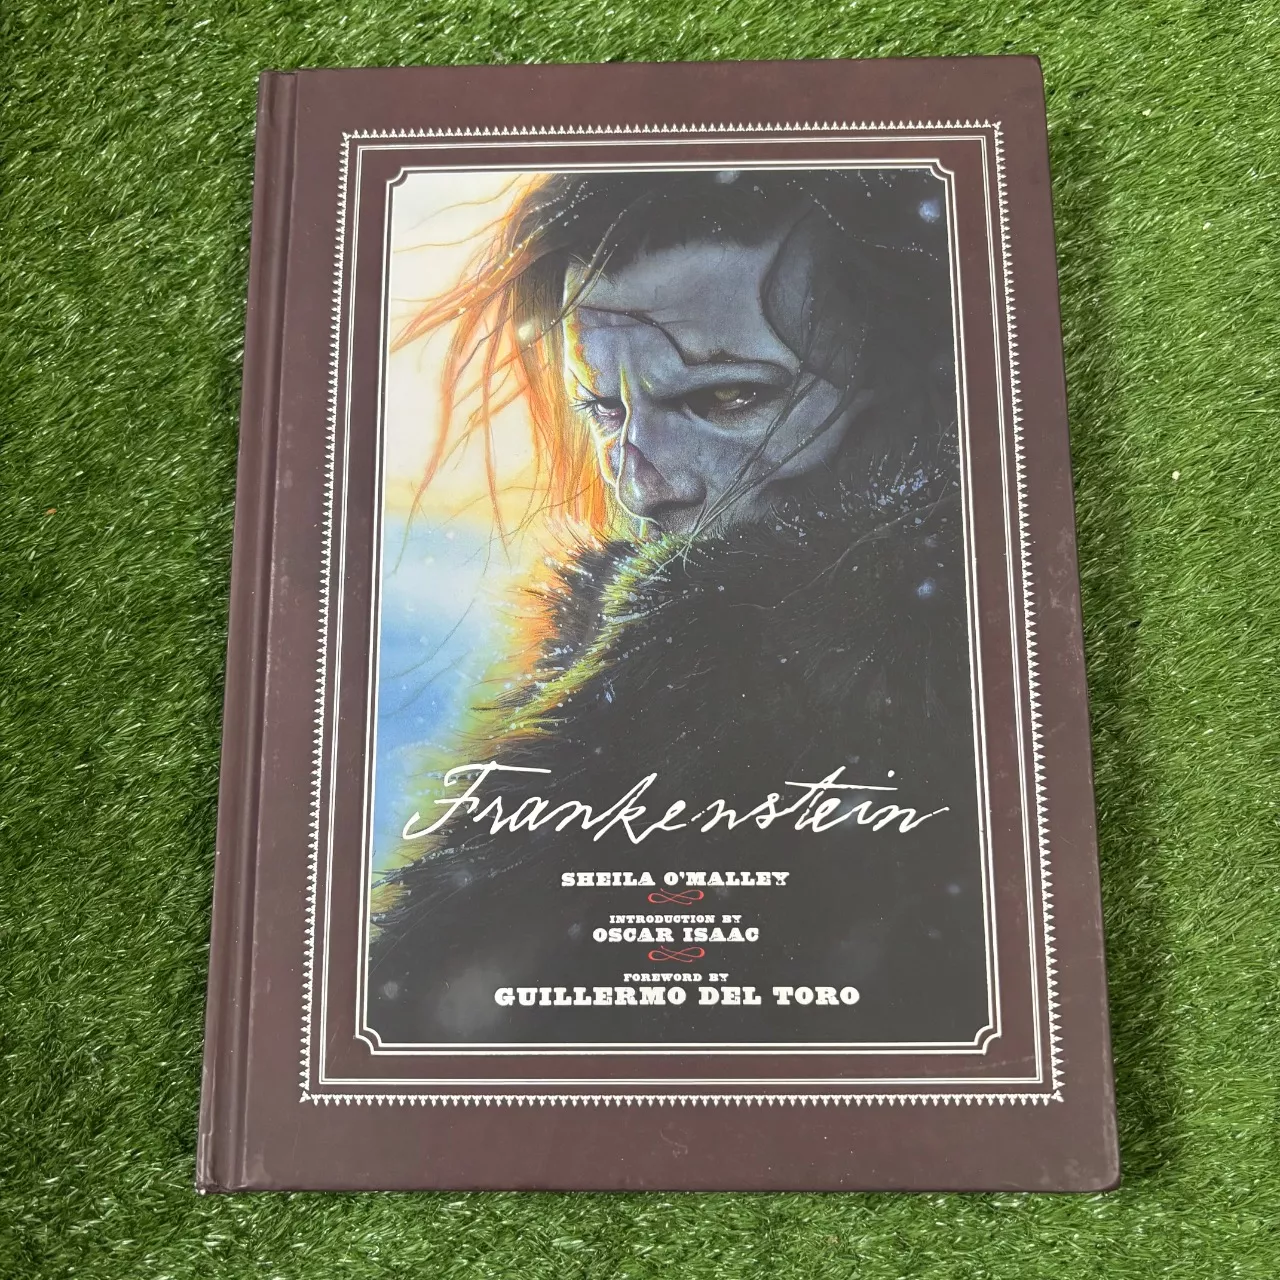 Frankenstein
SHEILA O'MALLEY
INTRODUCTION BY
OSCAR ISAAC
FOREWORD BY
GUILLERMO DEL TORO